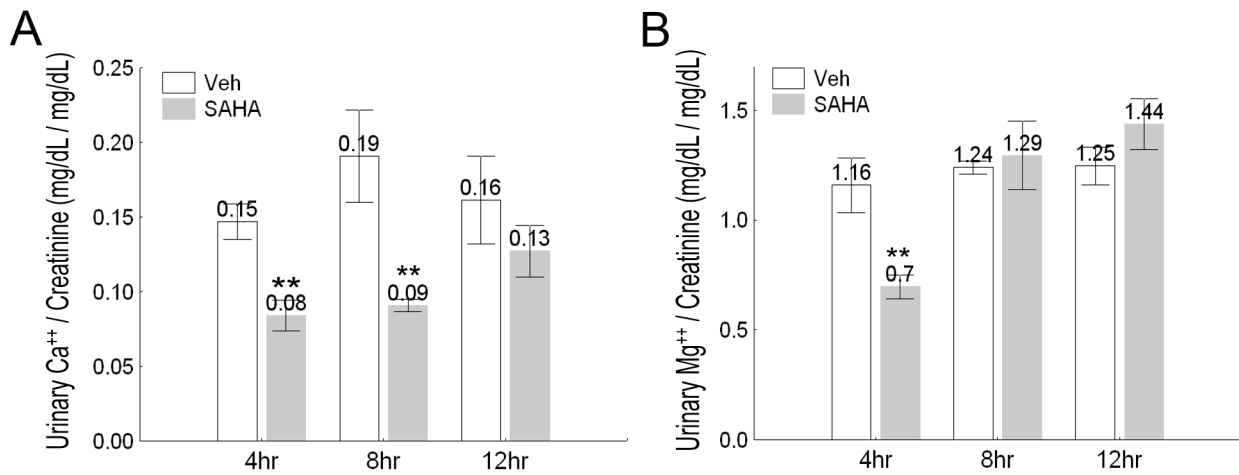 A
Urinary Ca++ / Creatinine (mg/dL / mg/dL)
0.25
0.20
0.15
0.10
0.05
0.00
Veh
SAHA
0.15
**
0.08
0.19
**
0.09
0.16
0.13
4hr
8hr
12hr
B
Urinary Mg++ / Creatinine (mg/dL / mg/dL)
1.5
1.0
0.5
0.0
Veh
SAHA
1.16
**
0.7
1.24
1.29
1.25
1.44
4hr
8hr
12hr